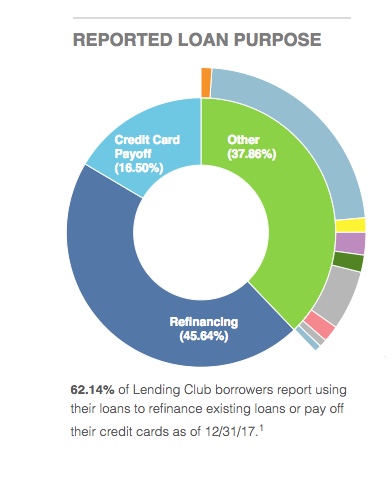 REPORTED LOAN PURPOSE
Credit Card
Payoff
(16.50%)
Other
(37.86%)
Refinancing
(45.64%)
62.14% of Lending Club borrowers report using
their loans to refinance existing loans or pay off
their credit cards as of 12/31/17.1